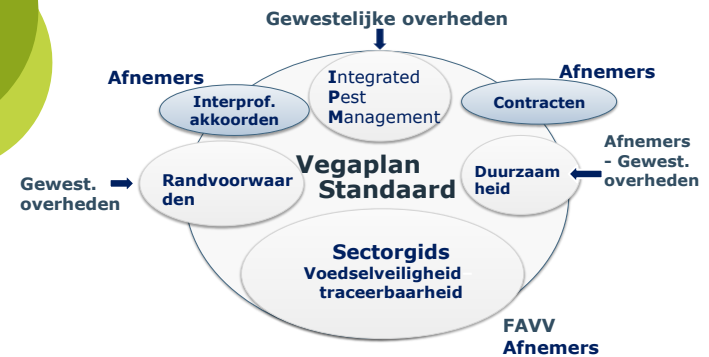 Gewestelijke overheden
Afnemers
Integrated
Pest
Management
Afnemers
Interprof.
akkoorden
Contracten
Vegaplan
Standaard
Gewest.
overheden
Randvoorwaar
den
Duurzaam
heid
Afnemers
- Gewest.
overheden
Sectorgids
Voedselveiligheid
traceerbaarheid
FAVV
Afnemers